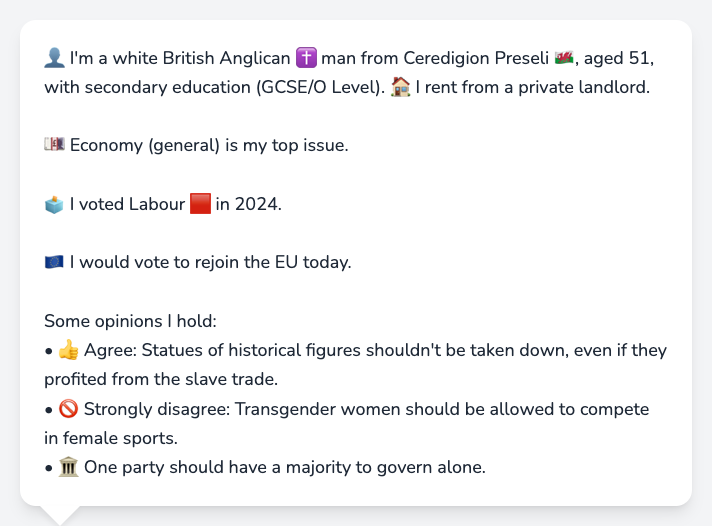 👤 I'm a white British Anglican ✝️ man from Ceredigion Preseli 🏴󠁧󠁢󠁷󠁬󠁳󠁿, aged 51,
with secondary education (GCSE/O Level). 🏠 I rent from a private landlord.
💷 Economy (general) is my top issue.
🗳️ I voted Labour 🟥 in 2024.
🇪🇺 I would vote to rejoin the EU today.
Some opinions I hold:
• 👍 Agree: Statues of historical figures shouldn't be taken down, even if they
profited from the slave trade.
• 🚫 Strongly disagree: Transgender women should be allowed to compete
in female sports.
• 🏛️ One party should have a majority to govern alone.